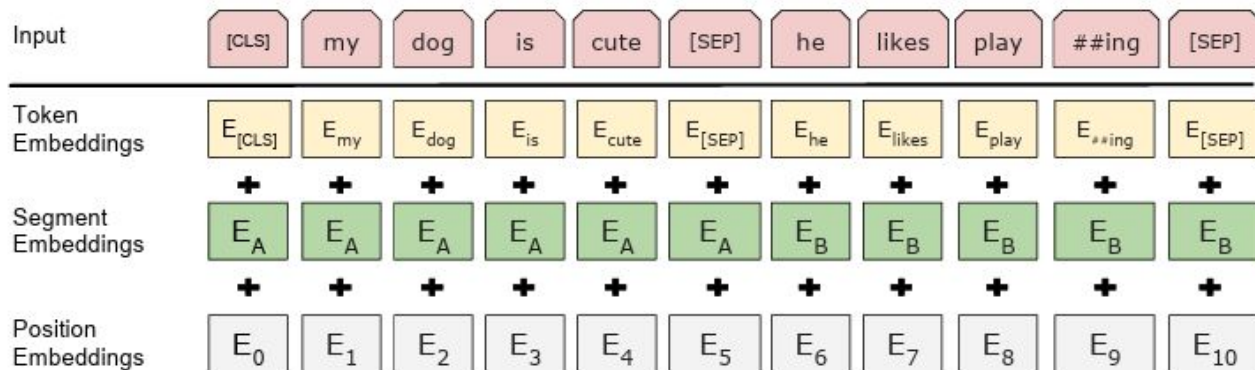 Input [CLS] my dog is cute [SEP] he likes play ##ing [SEP]
Token
Embeddings E[CLS] Emy Edog Eis Ecute E[SEP] Ehe Elikes Eplay E##ing E[SEP]
+ + + + + + + + + + +
Segment
Embeddings EA EA EA EA EA EA EB EB EB EB EB
+ + + + + + + + + + +
Position
Embeddings E0 E1 E2 E3 E4 E5 E6 E7 E8 E9 E10